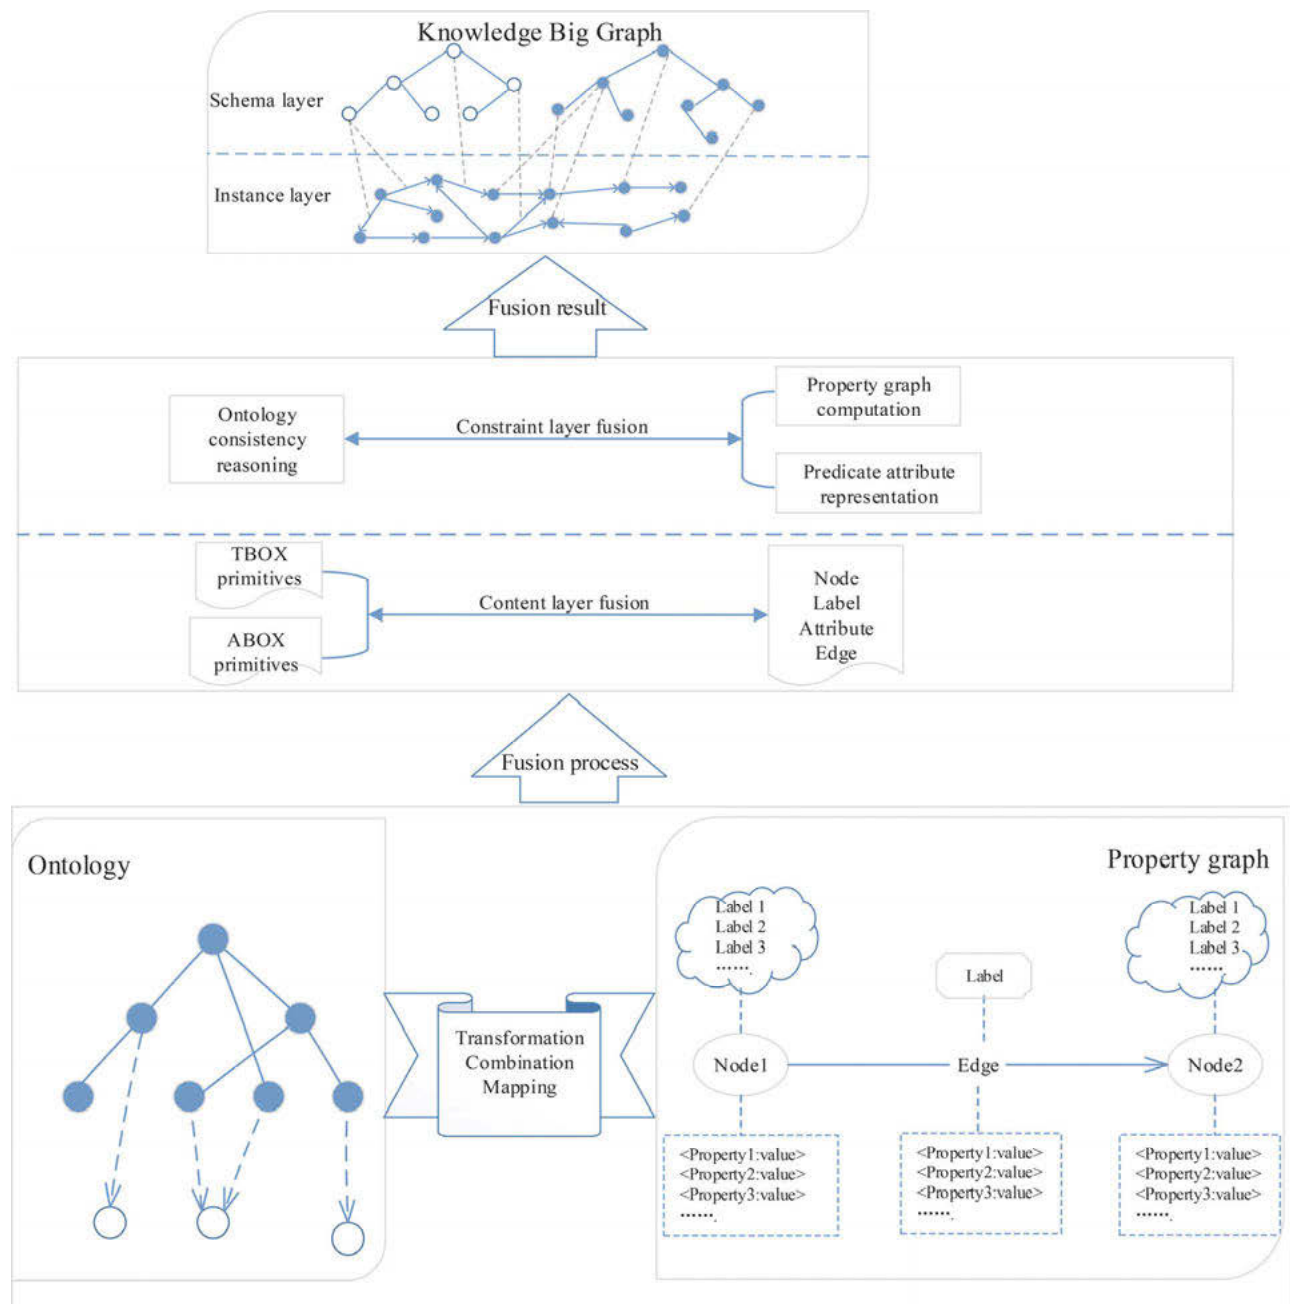 Knowledge Big Graph
Schema layer
Instance layer
Fusion result
Ontology
consistency
reasoning
Constraint layer fusion
Property graph
computation
Predicate attribute
representation
TBOX
primitives
ABOX
primitives
Content layer fusion
Node
Label
Attribute
Edge
Fusion process
Ontology
Transformation
Combination
Mapping
Property graph
Label 1
Label 2
Label 3
.......
Label
Label 1
Label 2
Label 3
.......
Node1
Edge
Node2
<Property1:value>
<Property2:value>
<Property3:value>
.......
<Property1:value>
<Property2:value>
<Property3:value>
.......
<Property1:value>
<Property2:value>
<Property3:value>
.......